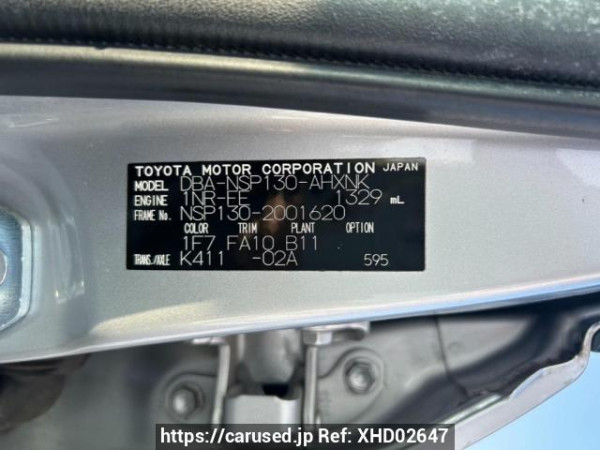 TOYOTA MOTOR CORPORATION JAPAN
MODEL DBA-NSP130-AHXNK
ENGINE 1NR-EE 1329 mL
FRAME No. NSP130-2001620
COLOR TRIM PLANT OPTION
1F7 FA10 B11
TRANS./AXLE K411 -02A 595
https://carused.jp Ref: XHD02647